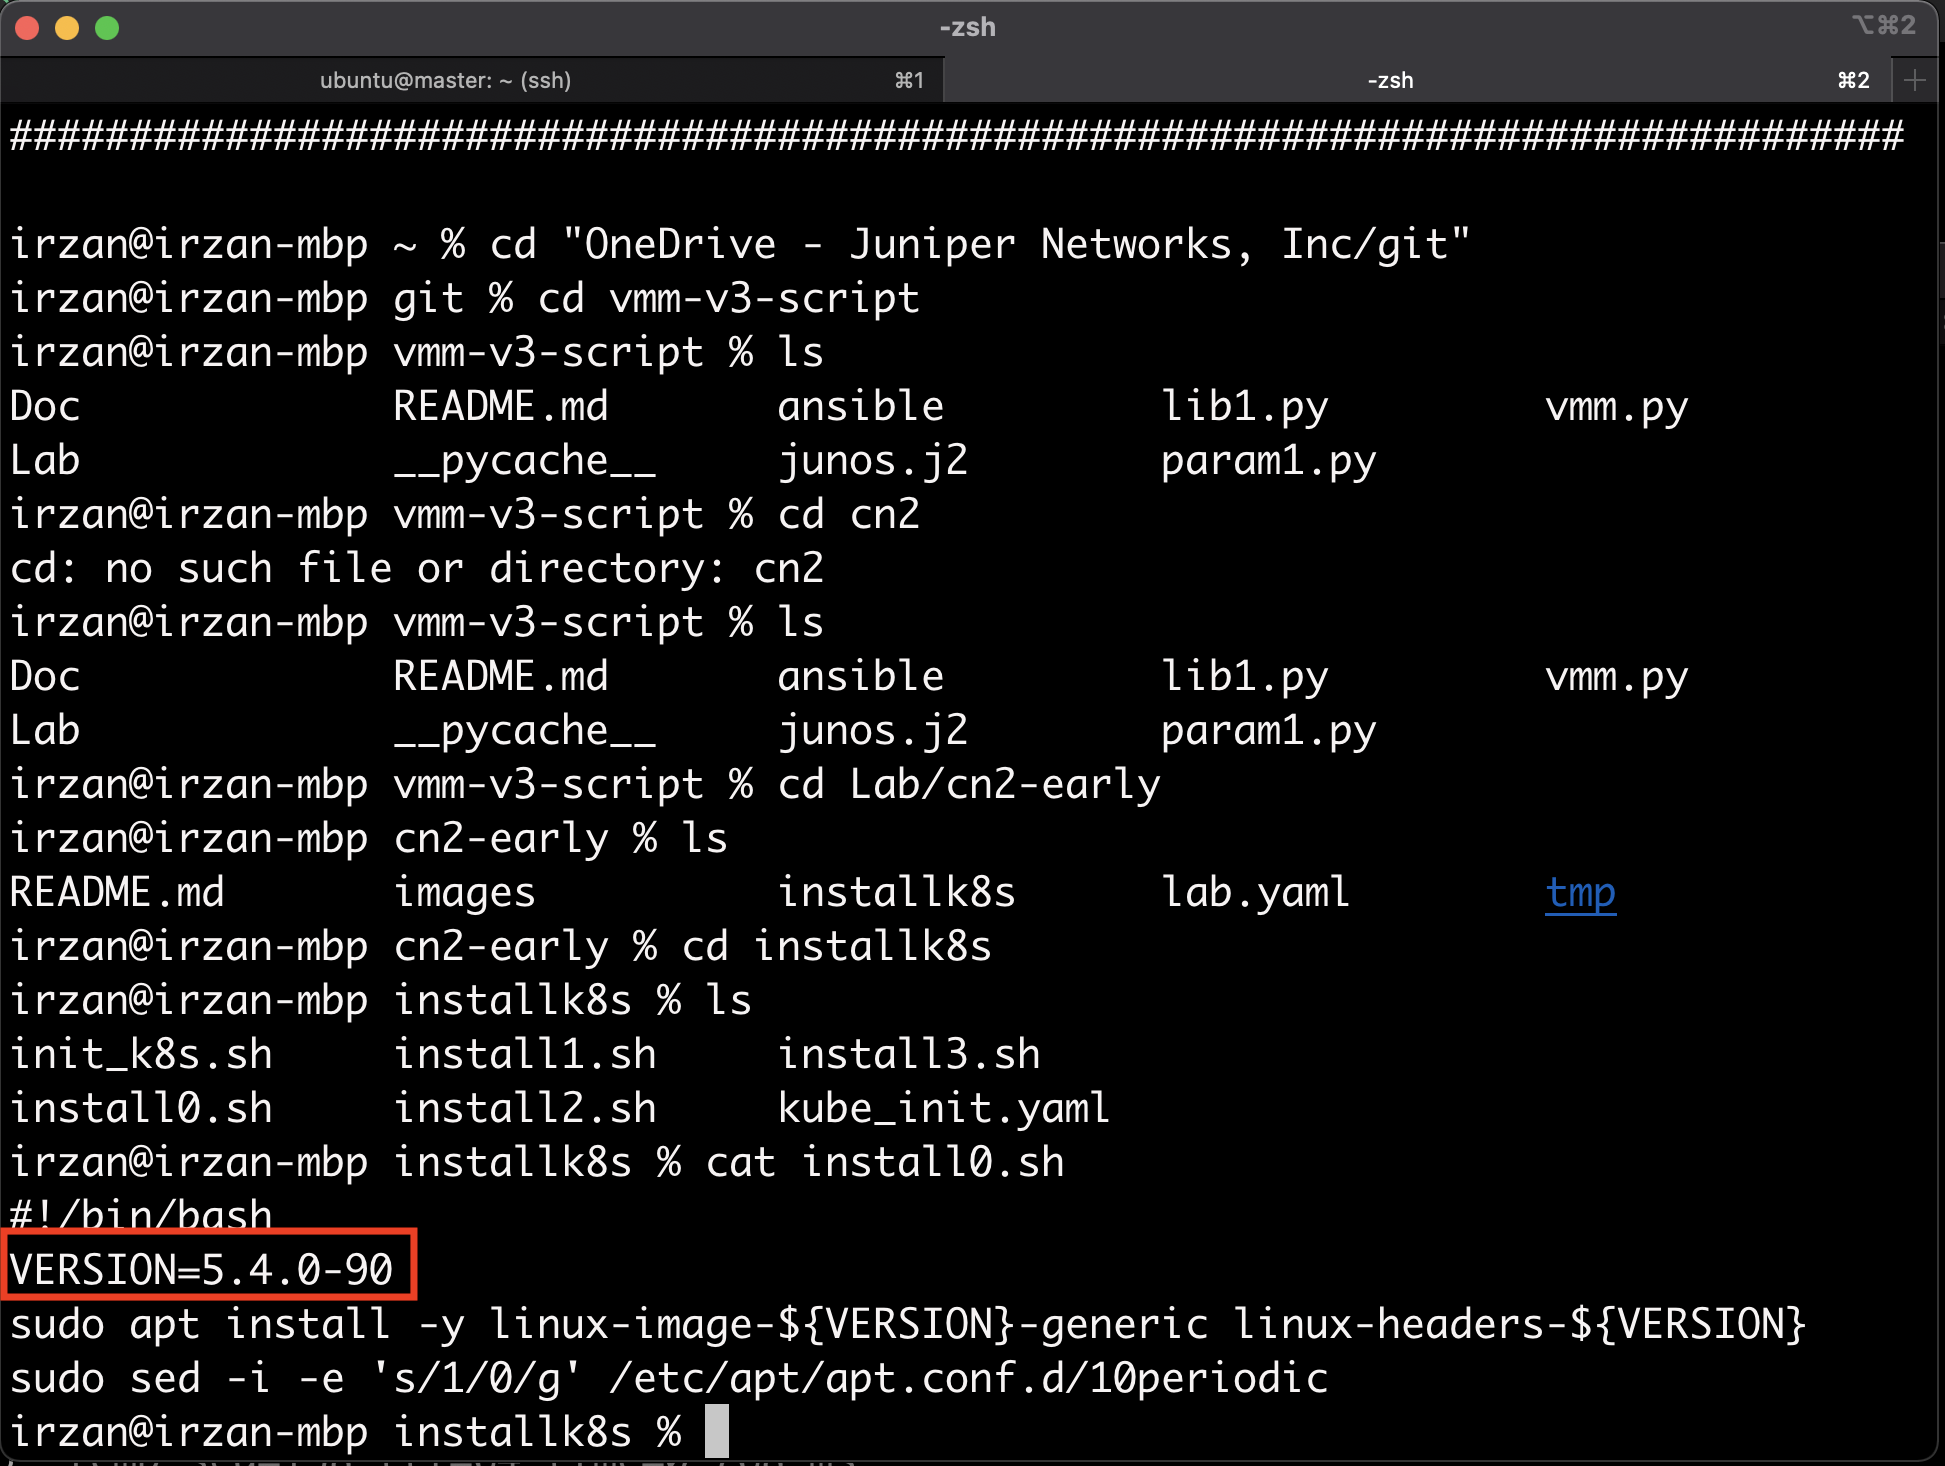 -zsh ⌥⌘2
ubuntu@master: ~ (ssh) ⌘1 -zsh ⌘2 +
###############################################################################
irzan@irzan-mbp ~ % cd "OneDrive - Juniper Networks, Inc/git"
irzan@irzan-mbp git % cd vmm-v3-script
irzan@irzan-mbp vmm-v3-script % ls
Doc README.md ansible lib1.py vmm.py
Lab __pycache__ junos.j2 param1.py
irzan@irzan-mbp vmm-v3-script % cd cn2
cd: no such file or directory: cn2
irzan@irzan-mbp vmm-v3-script % ls
Doc README.md ansible lib1.py vmm.py
Lab __pycache__ junos.j2 param1.py
irzan@irzan-mbp vmm-v3-script % cd Lab/cn2-early
irzan@irzan-mbp cn2-early % ls
README.md images installk8s lab.yaml tmp
irzan@irzan-mbp cn2-early % cd installk8s
irzan@irzan-mbp installk8s % ls
init_k8s.sh install1.sh install3.sh
install0.sh install2.sh kube_init.yaml
irzan@irzan-mbp installk8s % cat install0.sh
#!/bin/bash
VERSION=5.4.0-90
sudo apt install -y linux-image-${VERSION}-generic linux-headers-${VERSION}
sudo sed -i -e 's/1/0/g' /etc/apt/apt.conf.d/10periodic
irzan@irzan-mbp installk8s %